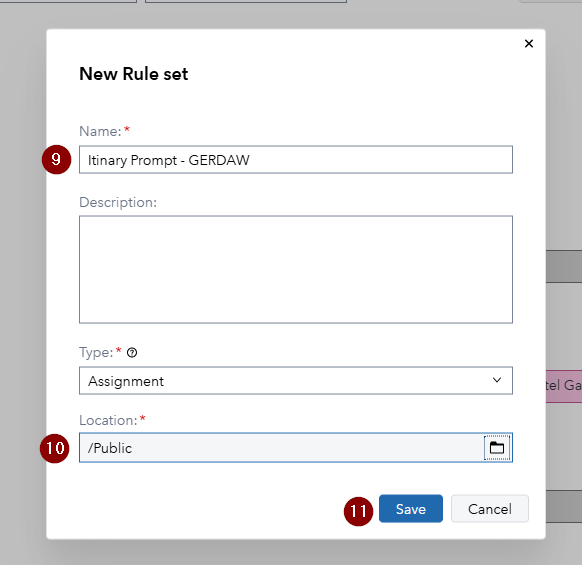 ×
New Rule set
Name:*
9
Itinary Prompt - GERDAW
Description:
Type:* ?
Assignment
tel Ga
Location:*
10
/Public
11
Save
Cancel